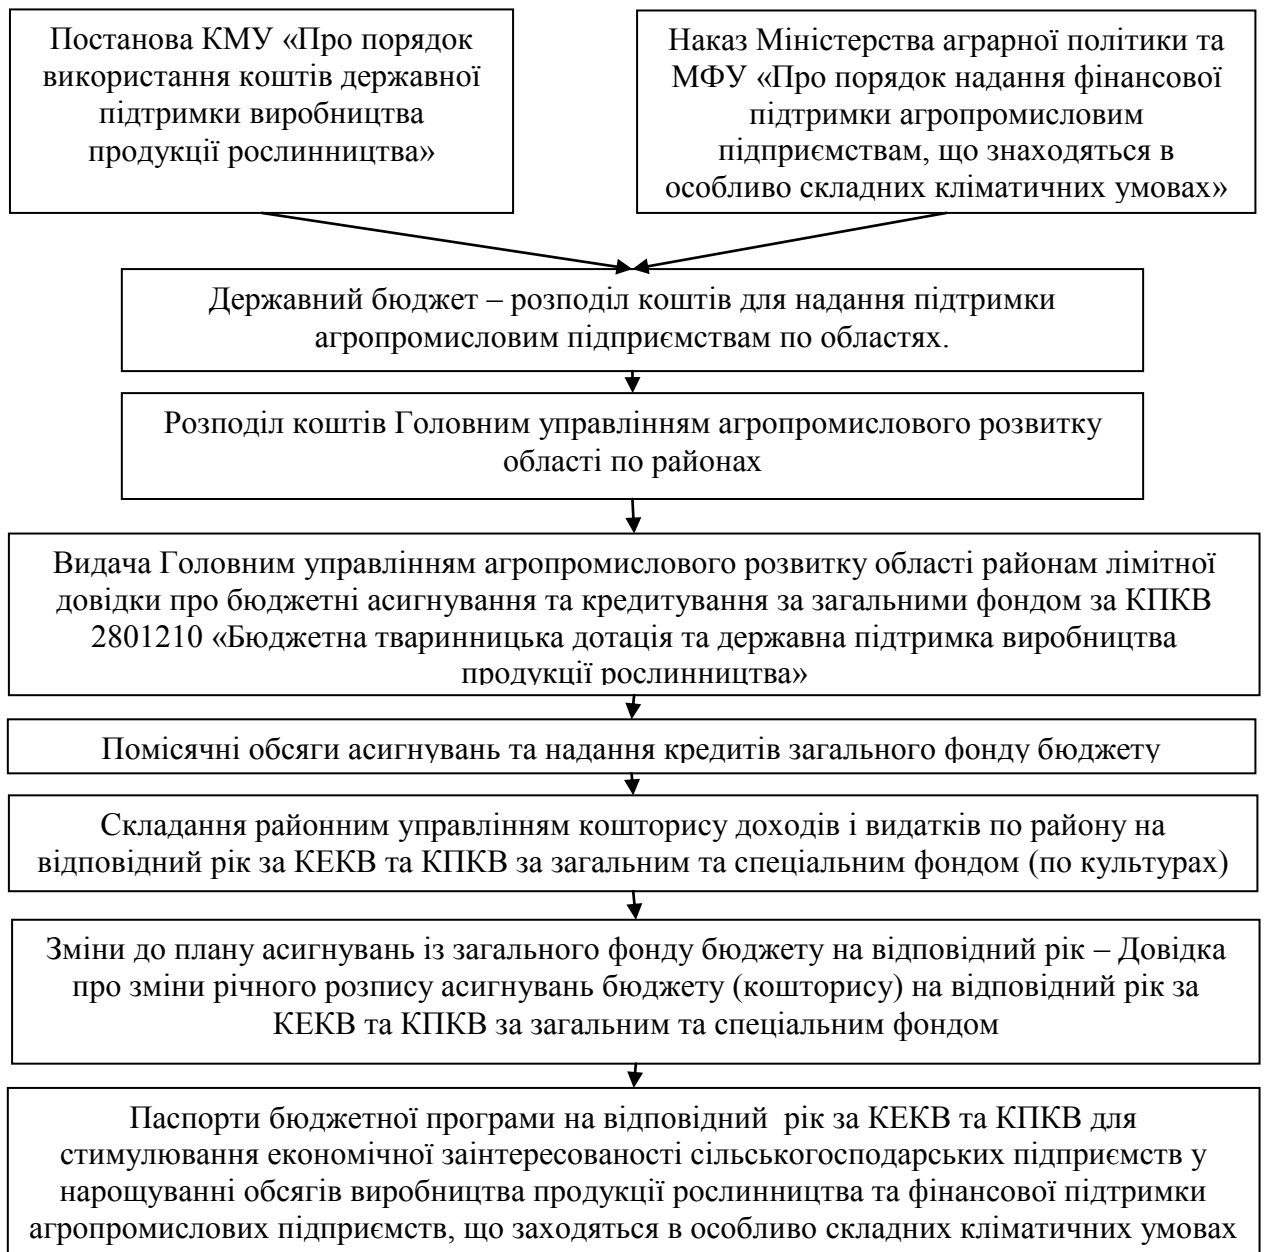 Постанова КМУ «Про порядок
використання коштів державної
підтримки виробництва
продукції рослинництва»
Наказ Міністерства аграрної політики та
МФУ «Про порядок надання фінансової
підтримки агропромисловим
підприємствам, що знаходяться в
особливо складних кліматичних умовах»
Державний бюджет – розподіл коштів для надання підтримки
агропромисловим підприємствам по областях.
Розподіл коштів Головним управлінням агропромислового розвитку
області по районах
Видача Головним управлінням агропромислового розвитку області районам лімітної
довідки про бюджетні асигнування та кредитування за загальними фондом за КПКВ
2801210 «Бюджетна тваринницька дотація та державна підтримка виробництва
продукції рослинництва»
Помісячні обсяги асигнувань та надання кредитів загального фонду бюджету
Складання районним управлінням кошторису доходів і видатків по району на
відповідний рік за КЕКВ та КПКВ за загальним та спеціальним фондом (по культурах)
Зміни до плану асигнувань із загального фонду бюджету на відповідний рік – Довідка
про зміни річного розпису асигнувань бюджету (кошторису) на відповідний рік за
КЕКВ та КПКВ за загальним та спеціальним фондом
Паспорти бюджетної програми на відповідний рік за КЕКВ та КПКВ для
стимулювання економічної заінтересованості сільськогосподарських підприємств у
нарощуванні обсягів виробництва продукції рослинництва та фінансової підтримки
агропромислових підприємств, що заходяться в особливо складних кліматичних умовах